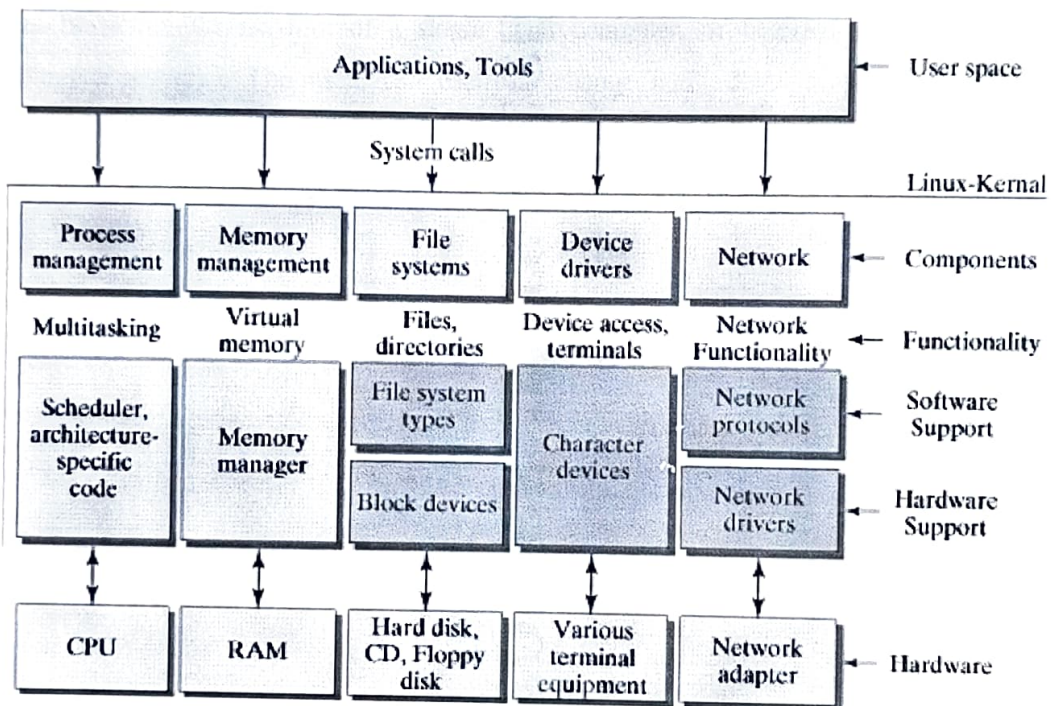 Applications, Tools
User space
System calls
Linux-Kernal
Process
management
Memory
management
File
systems
Device
drivers
Network
Components
Multitasking
Virtual
memory
Files,
directories
Device access,
terminals
Network
Functionality
Functionality
Scheduler,
architecture-
specific
code
Memory
manager
File system
types
Block devices
Character
devices
Network
protocols
Network
drivers
Software
Support
Hardware
Support
CPU
RAM
Hard disk,
CD, Floppy
disk
Various
terminal
equipment
Network
adapter
Hardware